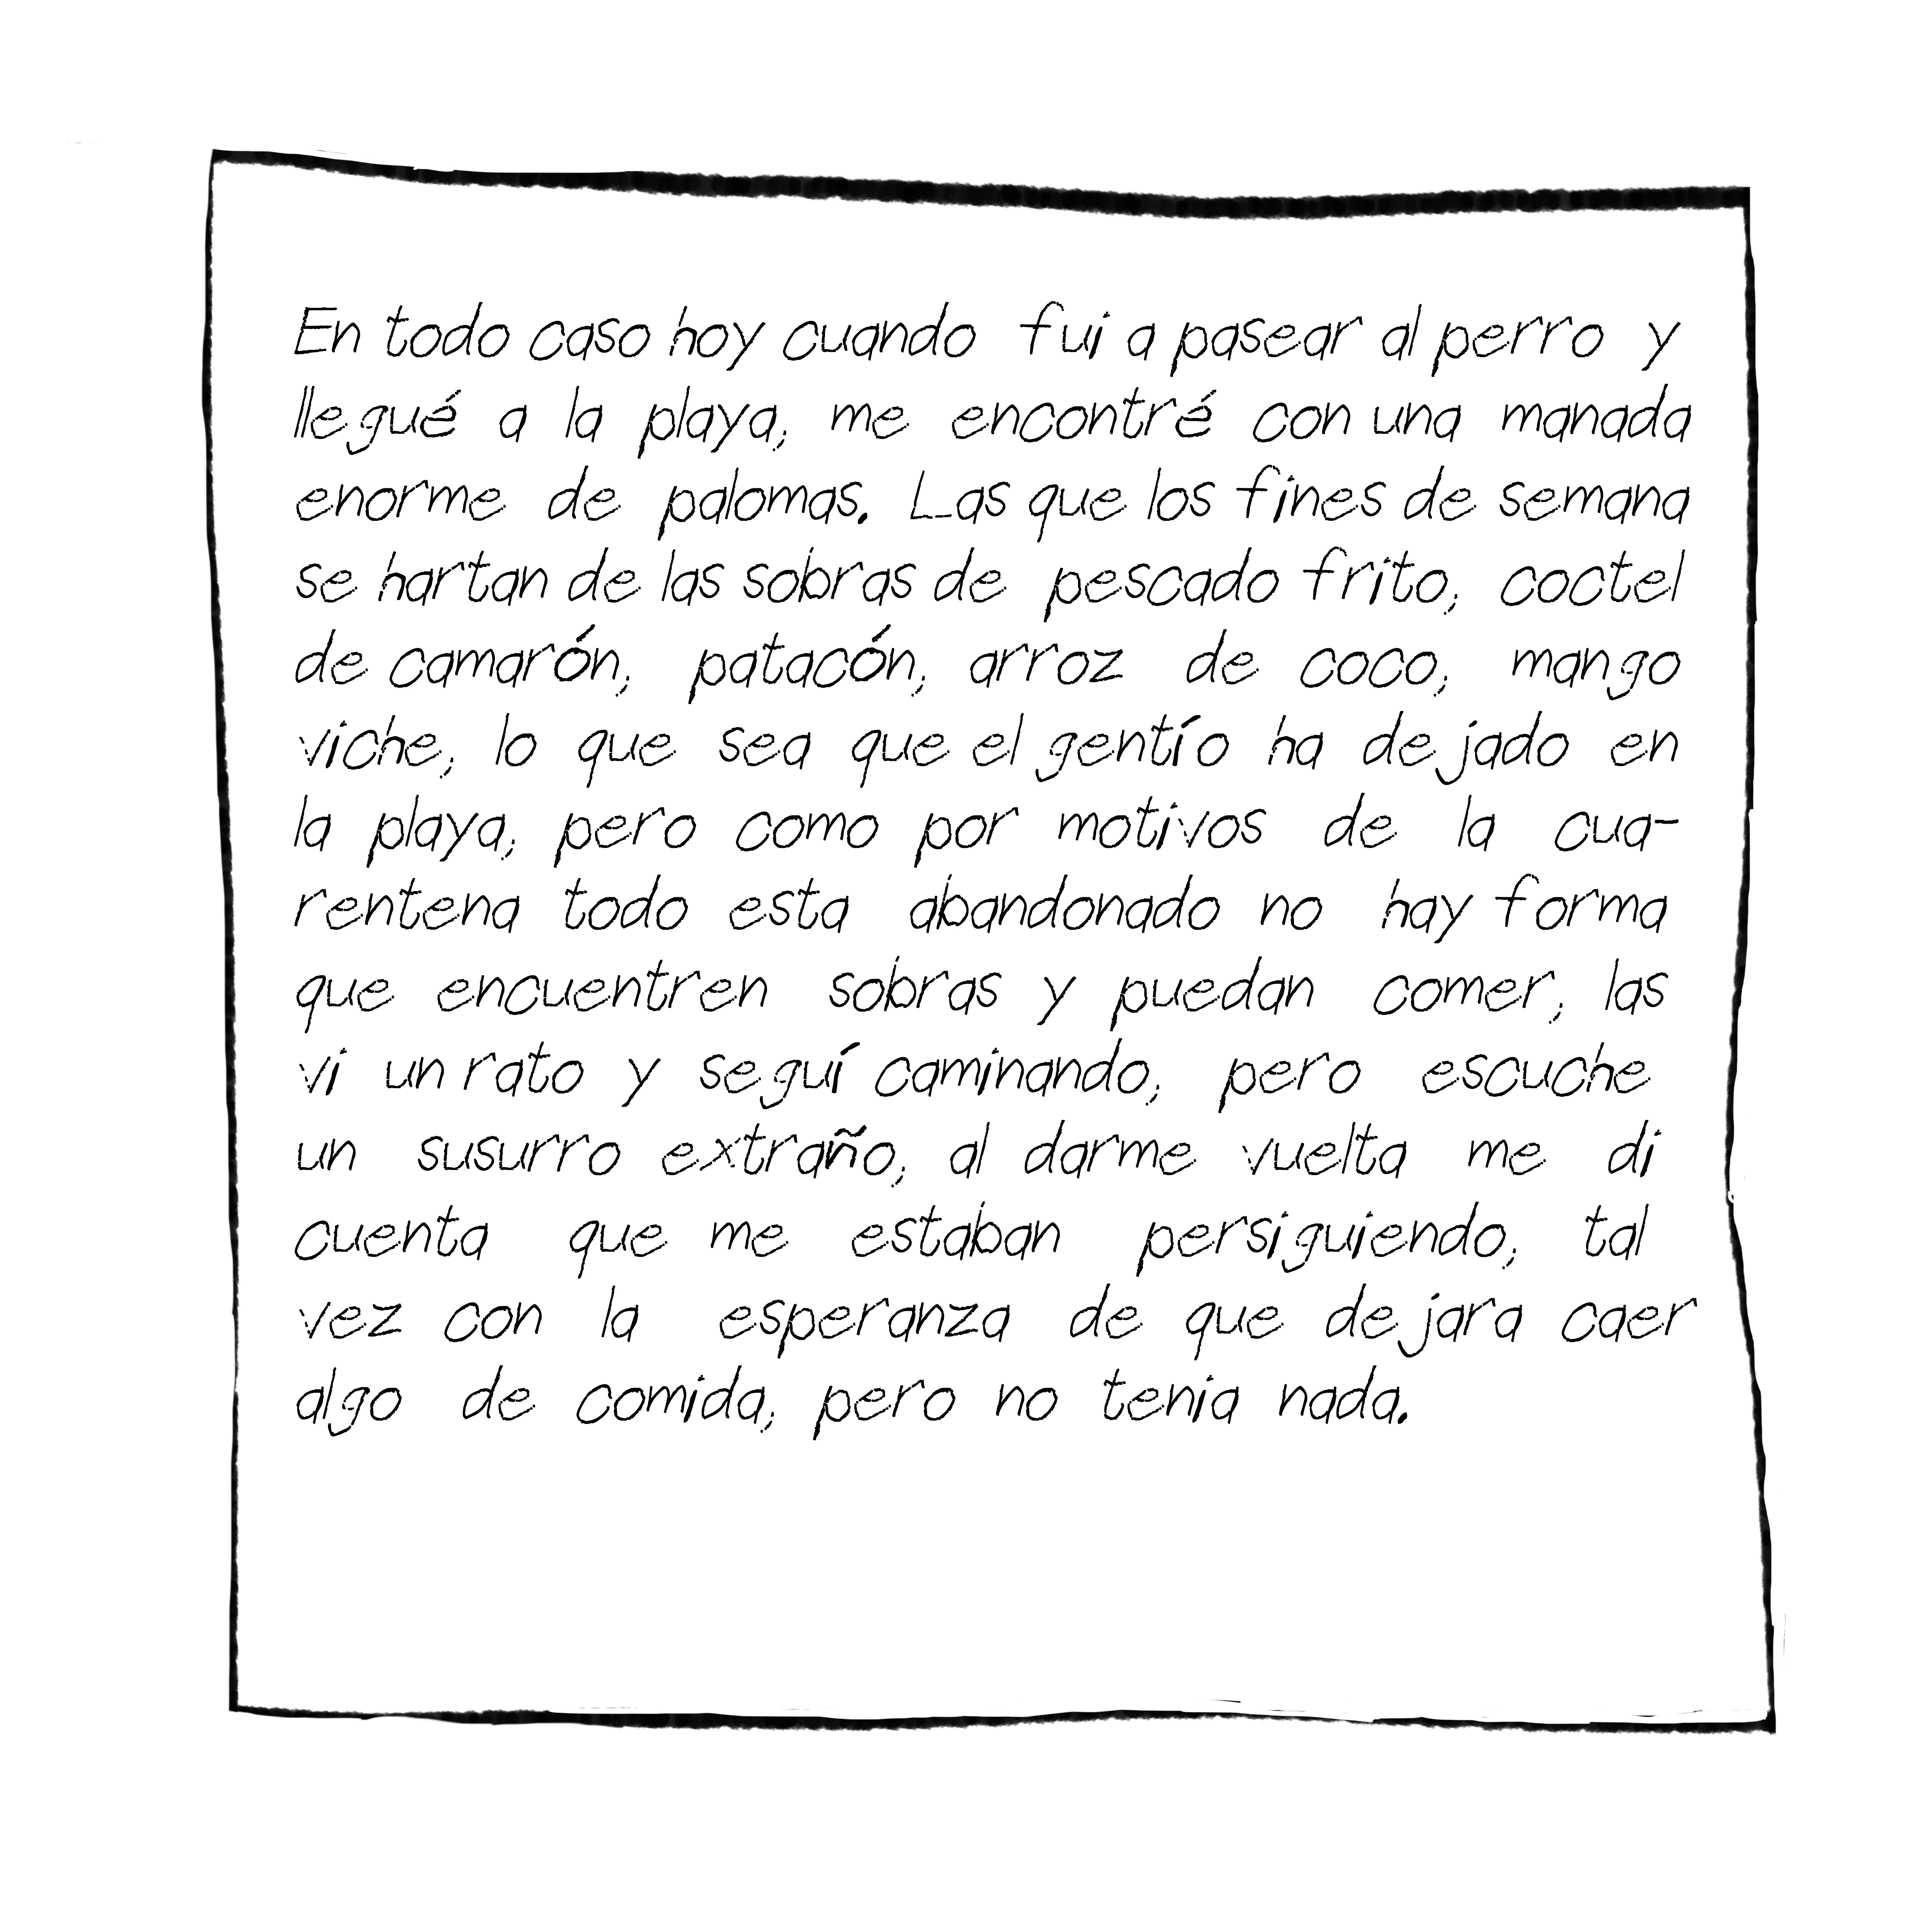 En todo caso hoy cuando fui a pasear al perro y
llegué a la playa, me encontré con una manada
enorme de palomas. Las que los fines de semana
se hartan de las sobras de pescado frito, coctel
de camarón, patacón, arroz de coco, mango
viche, lo que sea que el gentío ha dejado en
la playa, pero como por motivos de la cua-
rentena todo esta abandonado no hay forma
que encuentren sobras y puedan comer, las
vi un rato y seguí caminando, pero escuche
un susurro extraño, al darme vuelta me di
cuenta que me estaban persiguiendo, tal
vez con la esperanza de que dejara caer
algo de comida, pero no tenia nada.